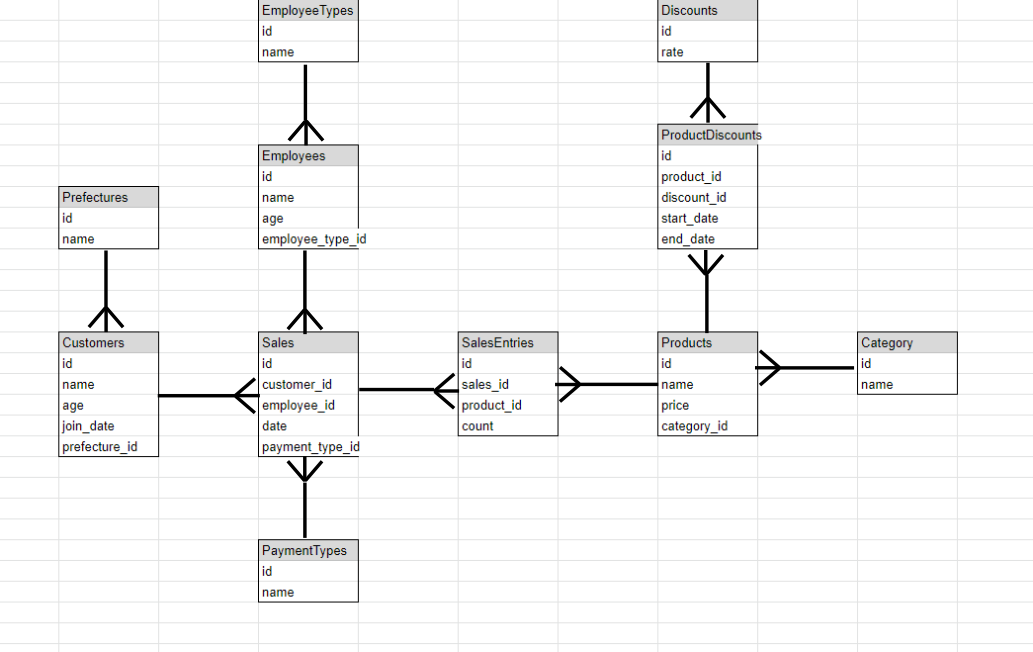 EmployeeTypes
id
name
Discounts
id
rate
ProductDiscounts
id
product_id
discount_id
start_date
end_date
Employees
id
name
age
employee_type_id
Prefectures
id
name
Customers
id
name
age
join_date
prefecture_id
Sales
id
customer_id
employee_id
date
payment_type_id
SalesEntries
id
sales_id
product_id
count
Products
id
name
price
category_id
Category
id
name
PaymentTypes
id
name